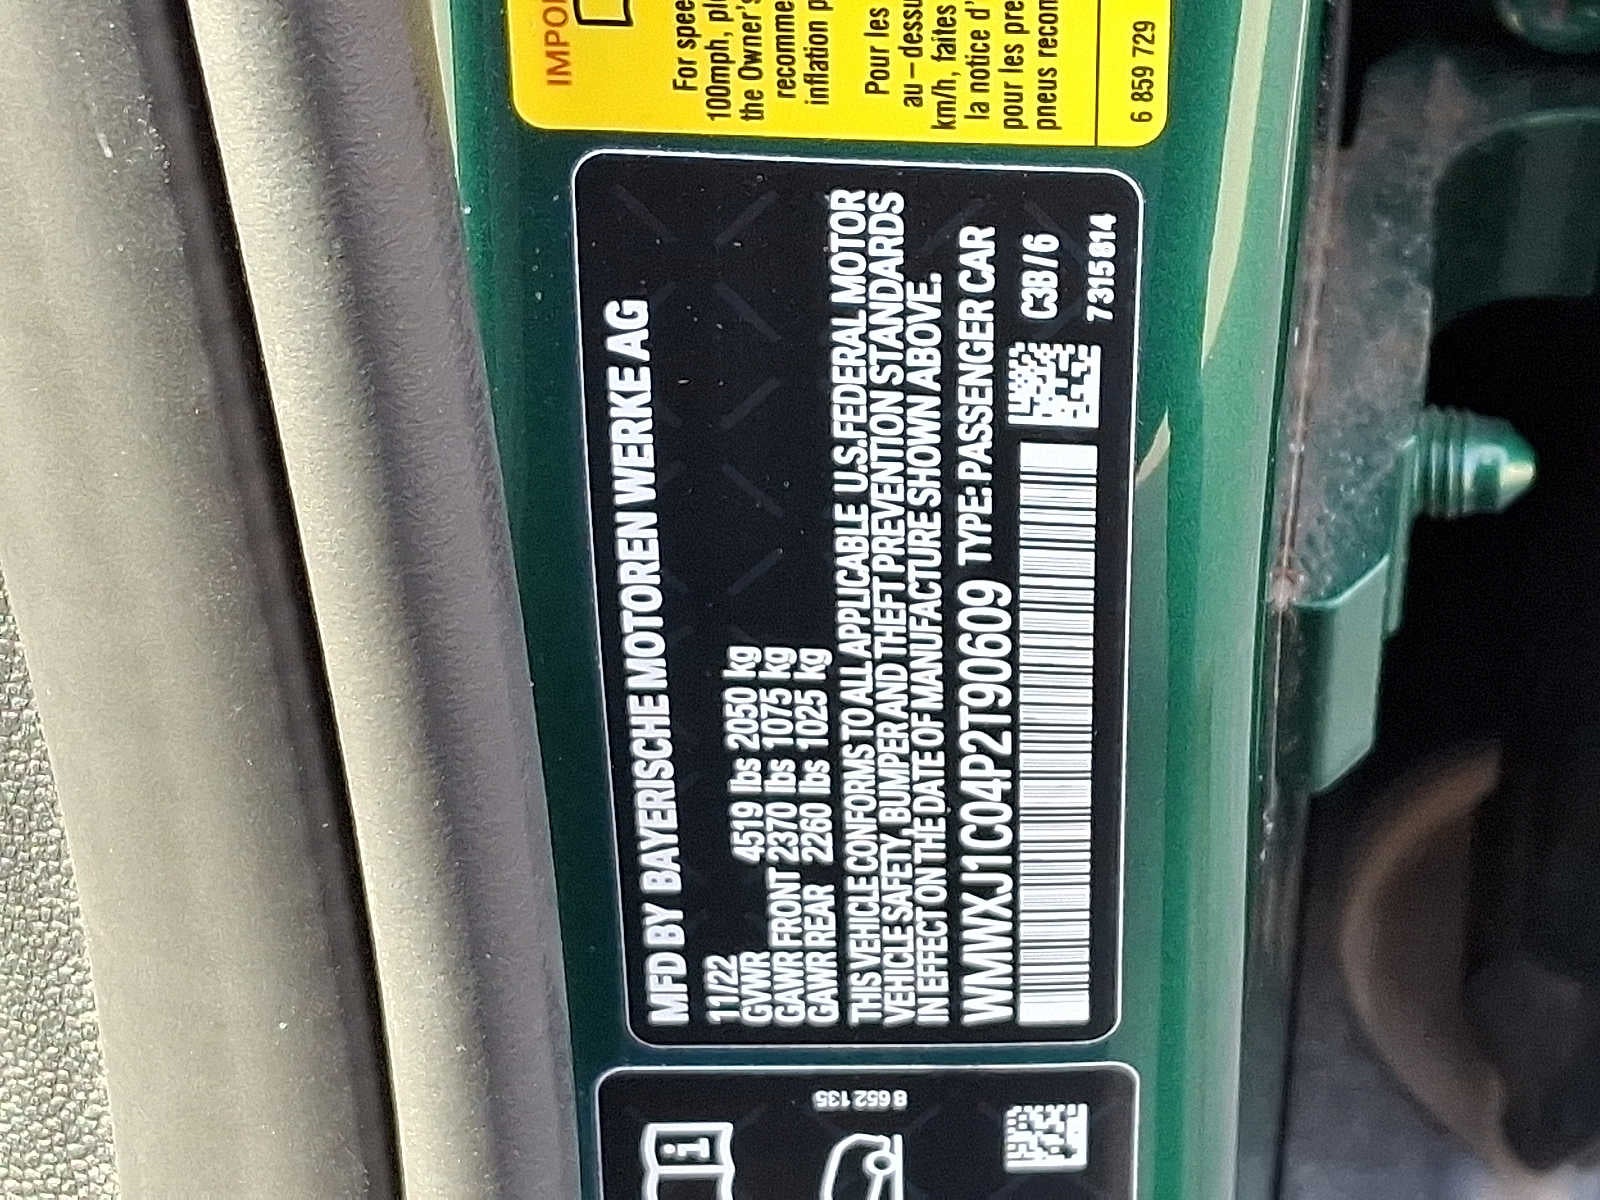 IMPOR
For spee
100mph, pl
the Owner's
recomme
inflation p
Pour les
au-dessu
km/h, faites
la notice d'
pour les pre
pneus recom
6 859 729
MFD BY BAYERISCHE MOTOREN WERKE AG
11/22
GVWR 4519 lbs 2050 kg
GAWR FRONT 2370 lbs 1075 kg
GAWR REAR 2260 lbs 1025 kg
THIS VEHICLE CONFORMS TO ALL APPLICABLE U.S.FEDERAL MOTOR
VEHICLE SAFETY, BUMPER AND THEFT PREVENTION STANDARDS
IN EFFECT ON THE DATE OF MANUFACTURE SHOWN ABOVE.
WMWXJ1C04P2T90609 TYPE: PASSENGER CAR
C3B/6
7 315 814
i
8 652 135